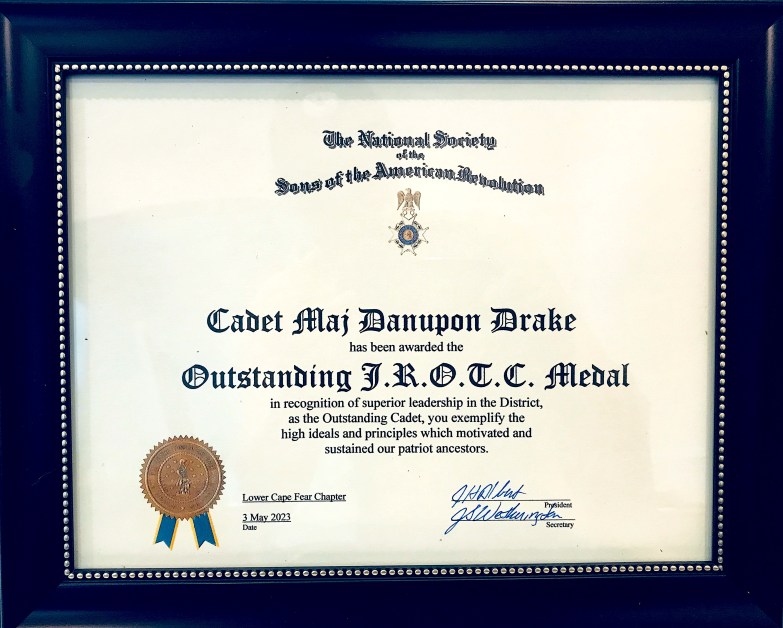 The National Society
of the
Sons of the American Revolution
Cadet Maj Danupon Drake
has been awarded the
Outstanding J.R.O.T.C. Medal
in recognition of superior leadership in the District,
as the Outstanding Cadet, you exemplify the
high ideals and principles which motivated and
sustained our patriot ancestors.
Lower Cape Fear Chapter
President
3 May 2023
Date
Secretary